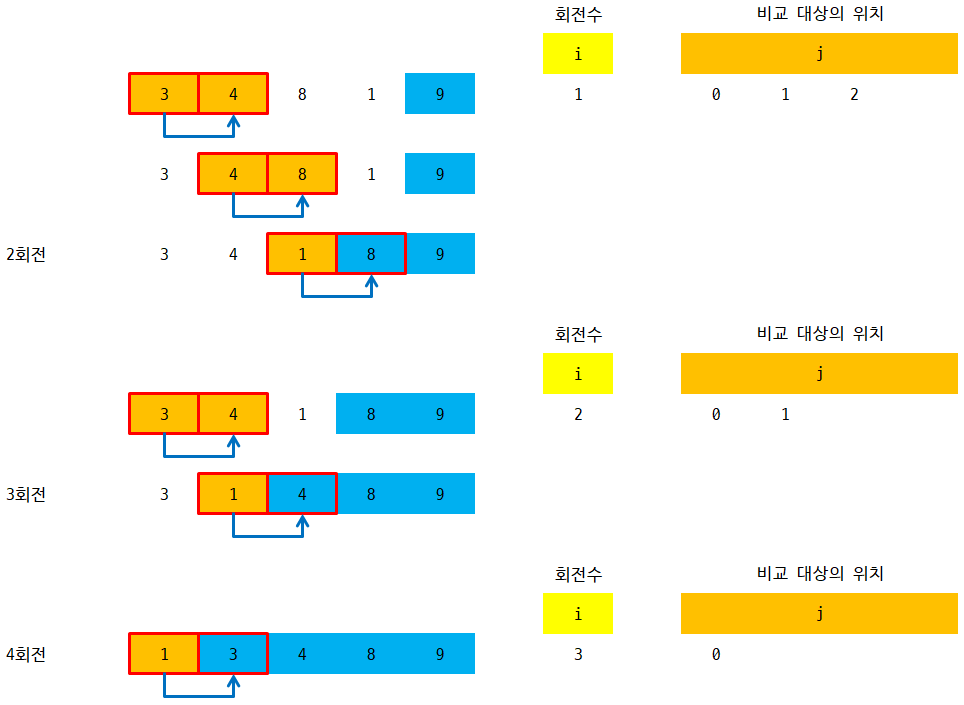 회전수 비교 대상의 위치
i j
3 4 8 1 9 1 0 1 2
3 4 8 1 9
2회전 3 4 1 8 9
회전수 비교 대상의 위치
i j
3 4 1 8 9 2 0 1
3회전 3 1 4 8 9
회전수 비교 대상의 위치
i j
4회전 1 3 4 8 9 3 0